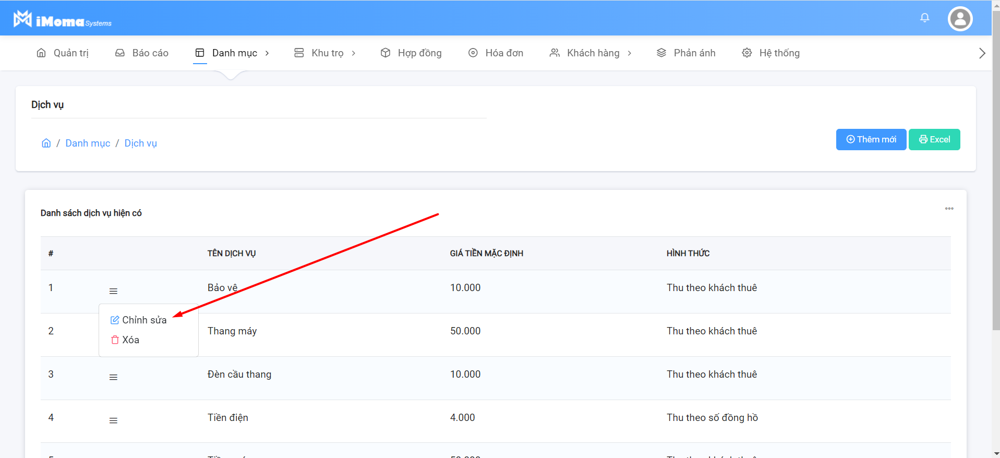 iMoma Systems
Quản trị Báo cáo Danh mục Khu trọ Hợp đồng Hóa đơn Khách hàng Phản ánh Hệ thống
Dịch vụ
/ Danh mục / Dịch vụ
Thêm mới Excel
Danh sách dịch vụ hiện có
# TÊN DỊCH VỤ GIÁ TIỀN MẶC ĐỊNH HÌNH THỨC
1 Bảo vệ 10.000 Thu theo khách thuê
Chỉnh sửa
2 Thang máy 50.000 Thu theo khách thuê
Xóa
3 Đèn cầu thang 10.000 Thu theo khách thuê
4 Tiền điện 4.000 Thu theo số đồng hồ